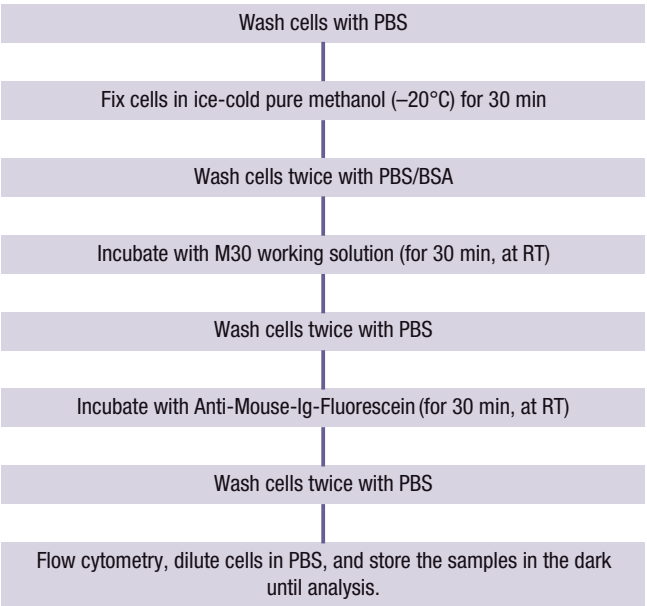 Wash cells with PBS
Fix cells in ice-cold pure methanol (–20°C) for 30 min
Wash cells twice with PBS/BSA
Incubate with M30 working solution (for 30 min, at RT)
Wash cells twice with PBS
Incubate with Anti-Mouse-Ig-Fluorescein (for 30 min, at RT)
Wash cells twice with PBS
Flow cytometry, dilute cells in PBS, and store the samples in the dark
until analysis.